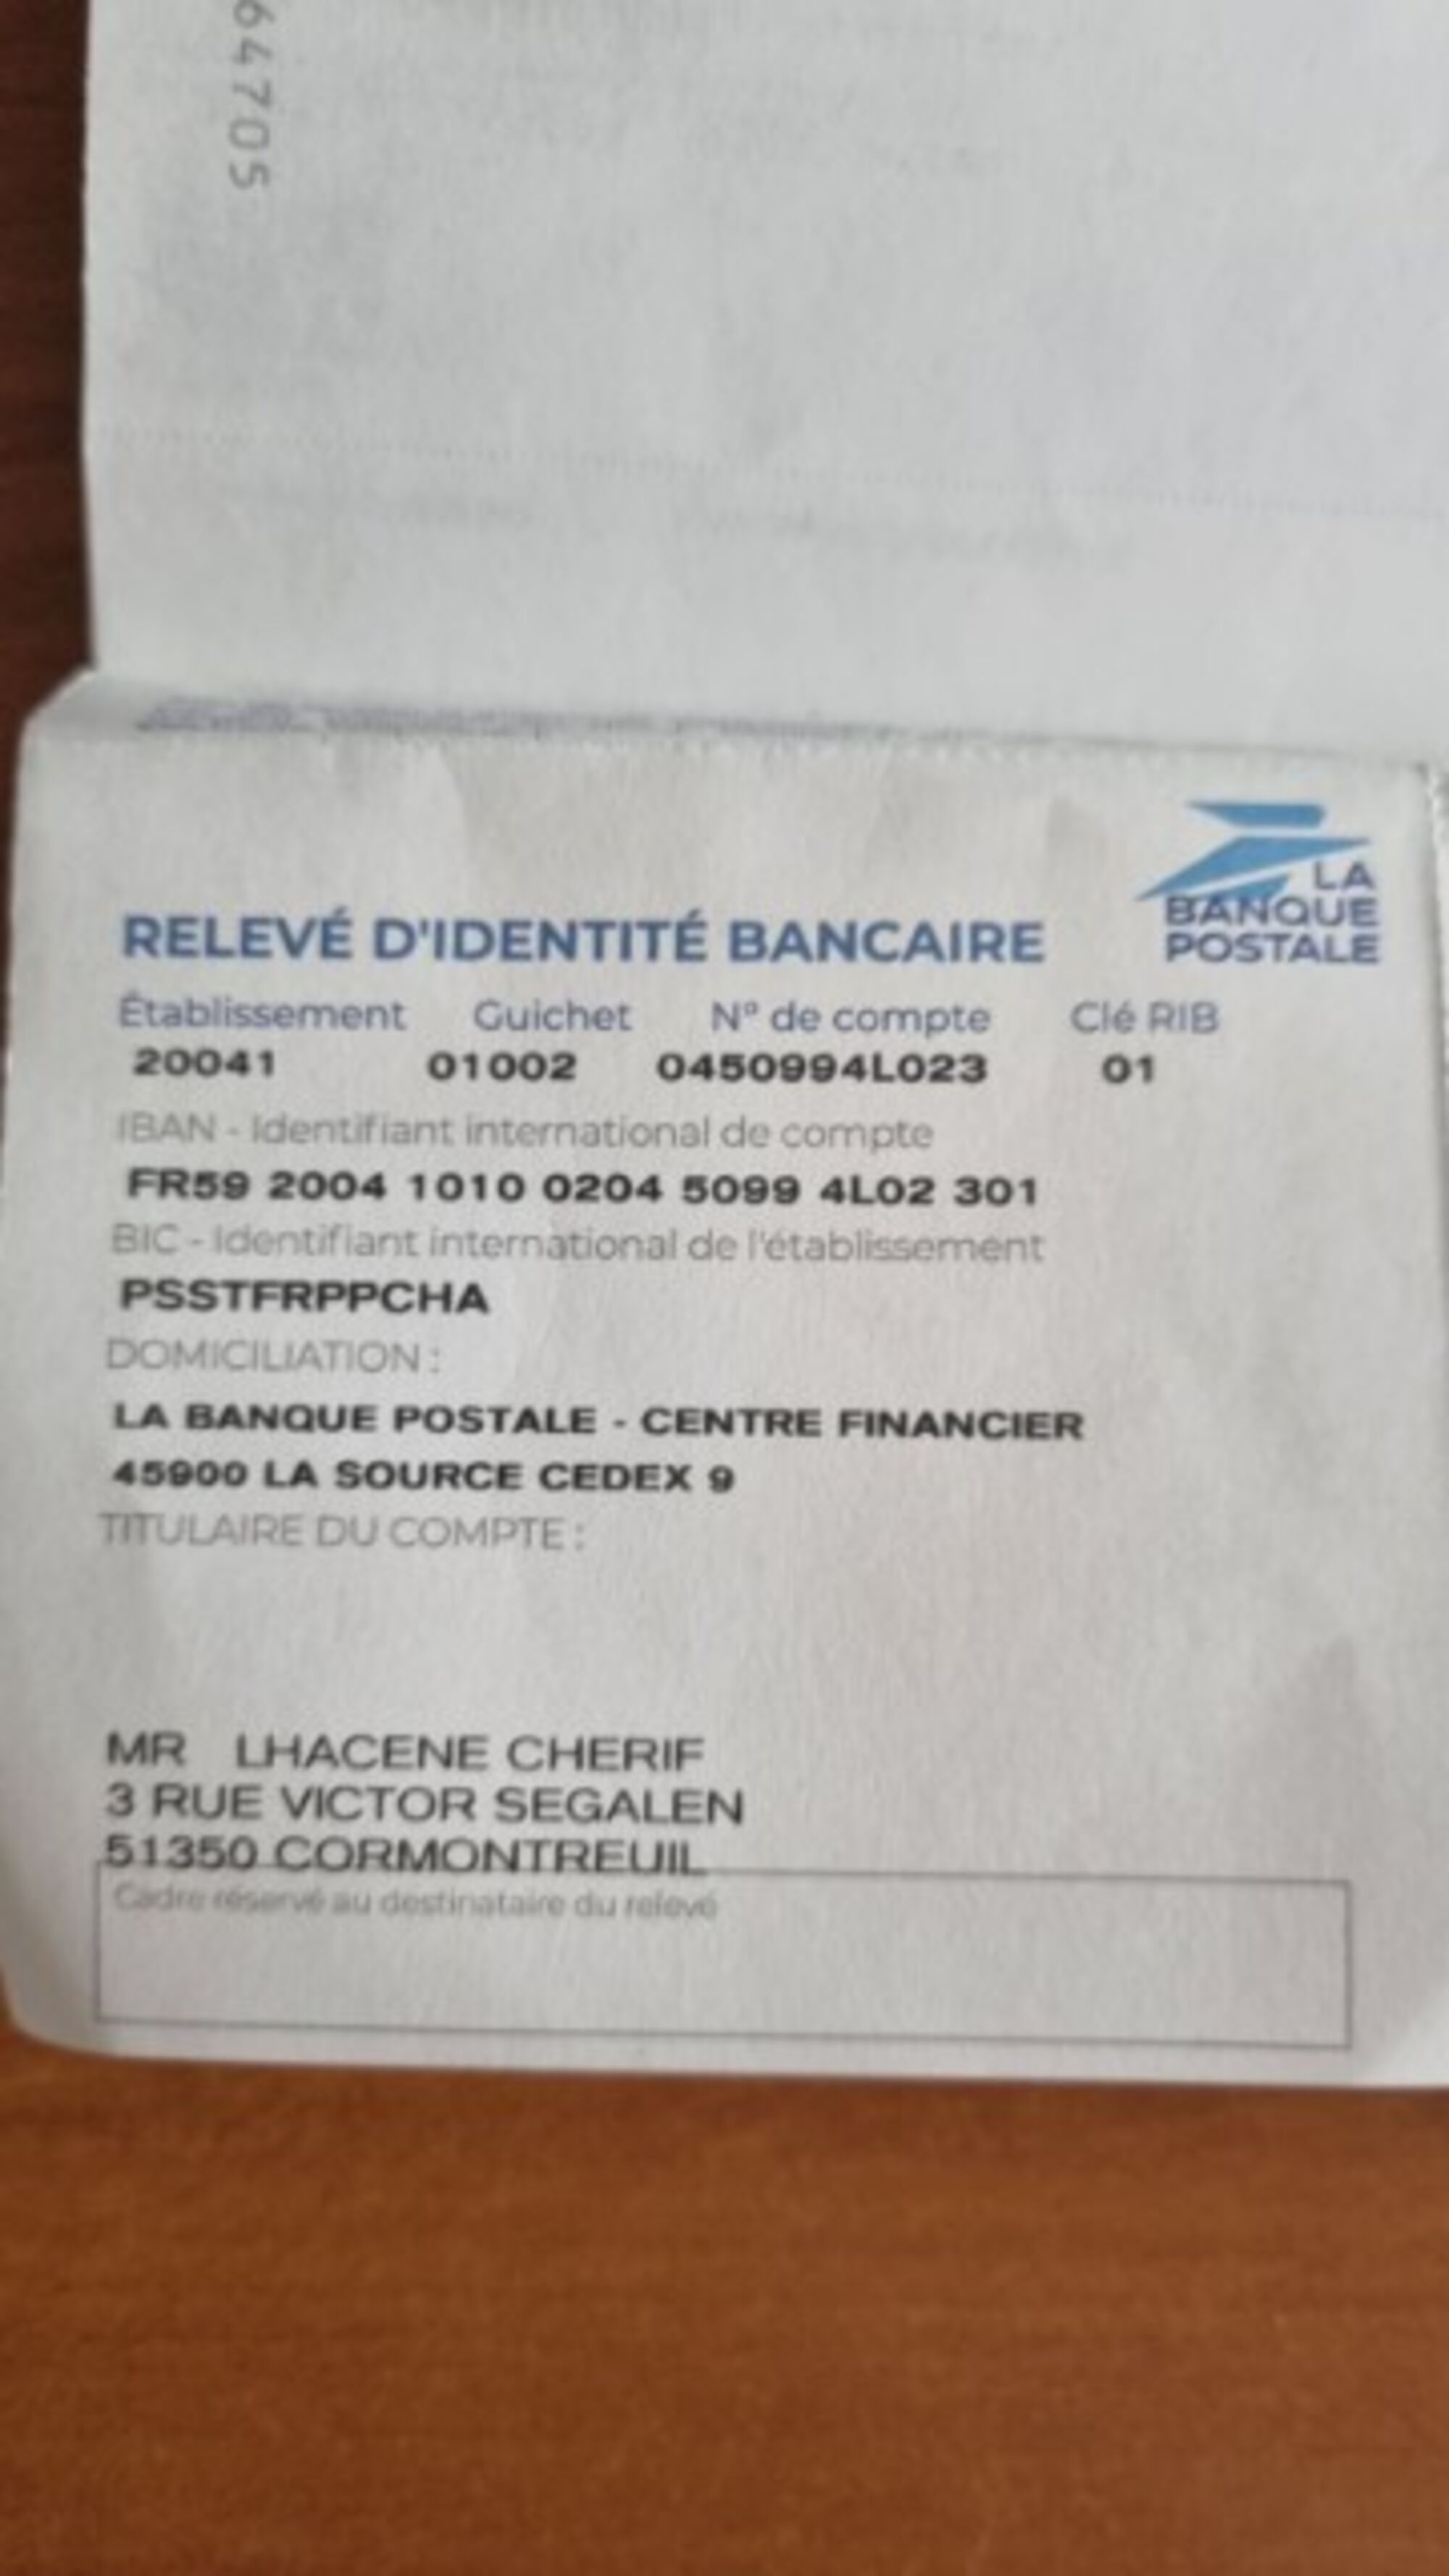 64705
LA
BANQUE
POSTALE
RELEVÉ D'IDENTITÉ BANCAIRE
Établissement Guichet N° de compte Clé RIB
20041 01002 0450994L023 01
IBAN - Identifiant international de compte
FR59 2004 1010 0204 5099 4L02 301
BIC - Identifiant international de l'établissement
PSSTFRPPCHA
DOMICILIATION :
LA BANQUE POSTALE - CENTRE FINANCIER
45900 LA SOURCE CEDEX 9
TITULAIRE DU COMPTE :
MR LHACENE CHERIF
3 RUE VICTOR SEGALEN
51350 CORMONTREUIL
Cadre réservé au destinataire du relevé